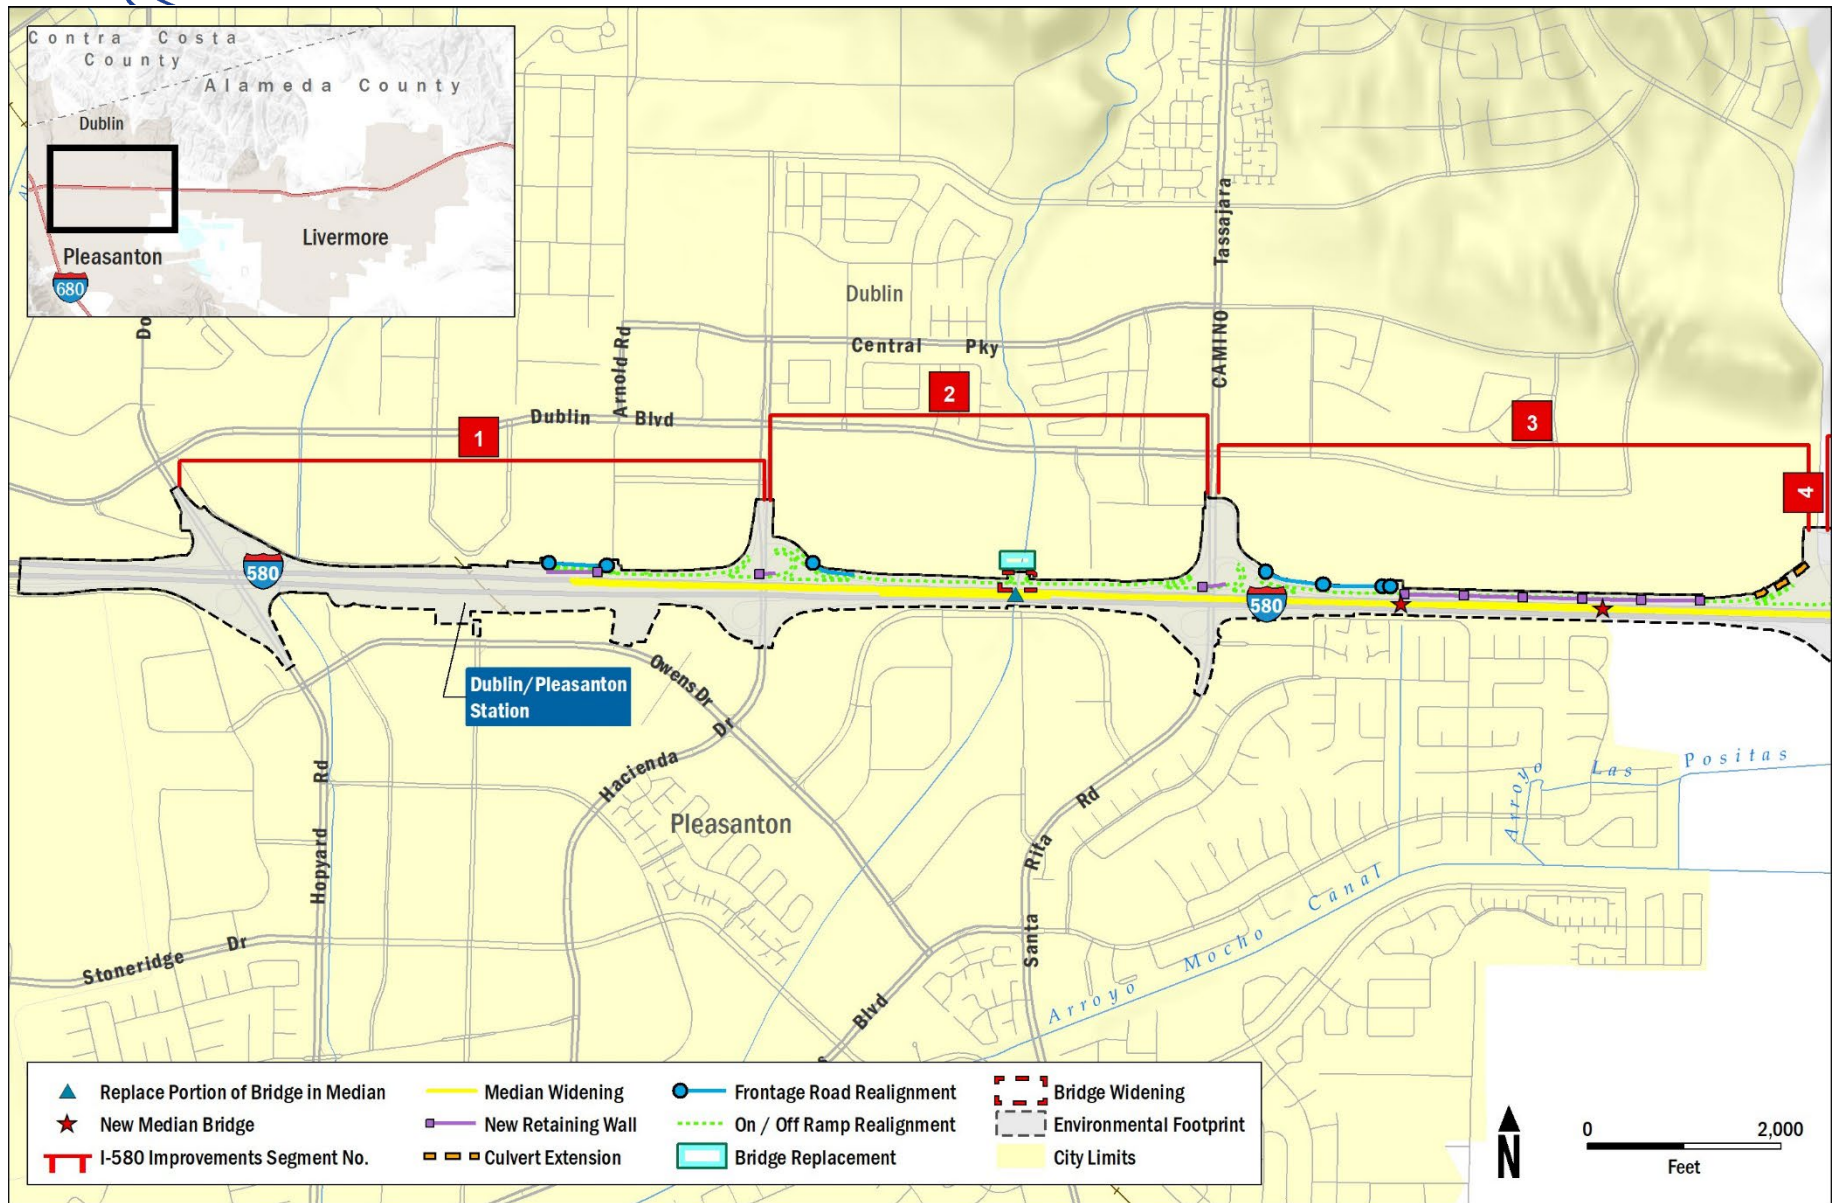 Contra Costa
County
Alameda County
Dublin
Livermore
Pleasanton
680
Do
Arnold Rd
Dublin
Central Pky
CAMINO Tassajara
Dublin Blvd
1
2
3
4
580
580
Dublin/Pleasanton
Station
Owens Dr
Hacienda Dr
Pleasanton
Hopyard Rd
Stoneridge Dr
Santa Rita Rd
Blvd
Arroyo Mocho Canal
Arroyo Las Positas
Replace Portion of Bridge in Median
New Median Bridge
I-580 Improvements Segment No.
Median Widening
New Retaining Wall
Culvert Extension
Frontage Road Realignment
On / Off Ramp Realignment
Bridge Replacement
Bridge Widening
Environmental Footprint
City Limits
N
0 2,000
Feet